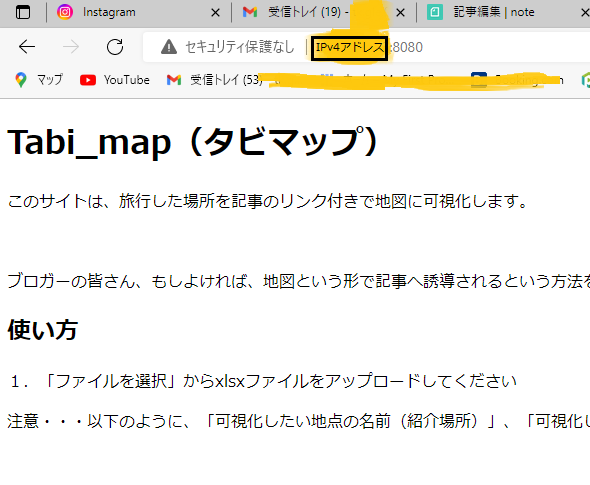 Instagram
受信トレイ (19) -
記事編集 | note
セキュリティ保護なし
IPv4アドレス
:8080
マップ
YouTube
受信トレイ (53)
Tabi_map（タビマップ）
このサイトは、旅行した場所を記事のリンク付きで地図に可視化します。
ブロガーの皆さん、もしよければ、地図という形で記事へ誘導されるという方法を
使い方
１．「ファイルを選択」からxlsxファイルをアップロードしてください
注意・・・以下のように、「可視化したい地点の名前（紹介場所）」、「可視化し